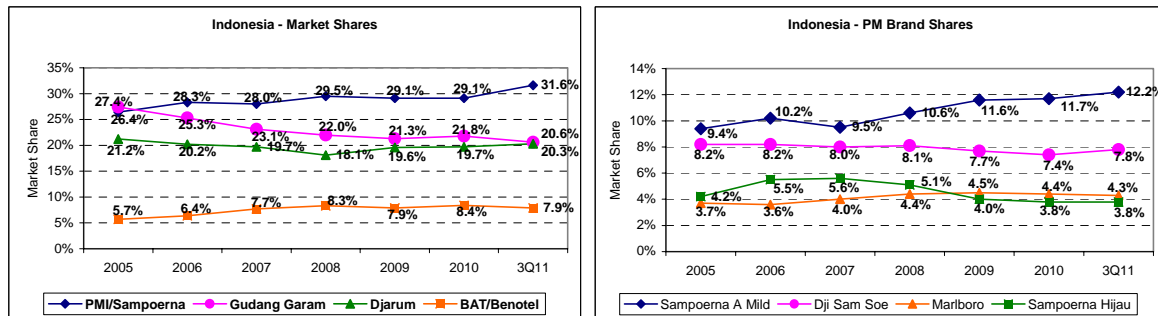 Indonesia - Market Shares
Market Share
35%
30%
25%
20%
15%
10%
5%
0%
27.4% 28.3% 28.0% 29.5% 29.1% 29.1% 31.6%
26.4% 25.3% 23.1% 22.0% 21.3% 21.8% 20.6%
21.2% 20.2% 19.7% 18.1% 19.6% 19.7% 20.3%
5.7% 6.4% 7.7% 8.3% 7.9% 8.4% 7.9%
2005 2006 2007 2008 2009 2010 3Q11
PMI/Sampoerna Gudang Garam Djarum BAT/Benotel
Indonesia - PM Brand Shares
Market Share
14%
12%
10%
8%
6%
4%
2%
0%
9.4% 10.2% 9.5% 10.6% 11.6% 11.7% 12.2%
8.2% 8.2% 8.0% 8.1% 7.7% 7.4% 7.8%
4.2% 5.5% 5.6% 5.1% 4.5% 4.4% 4.3%
3.7% 3.6% 4.0% 4.4% 4.0% 3.8% 3.8%
2005 2006 2007 2008 2009 2010 3Q11
Sampoerna A Mild Dji Sam Soe Marlboro Sampoerna Hijau